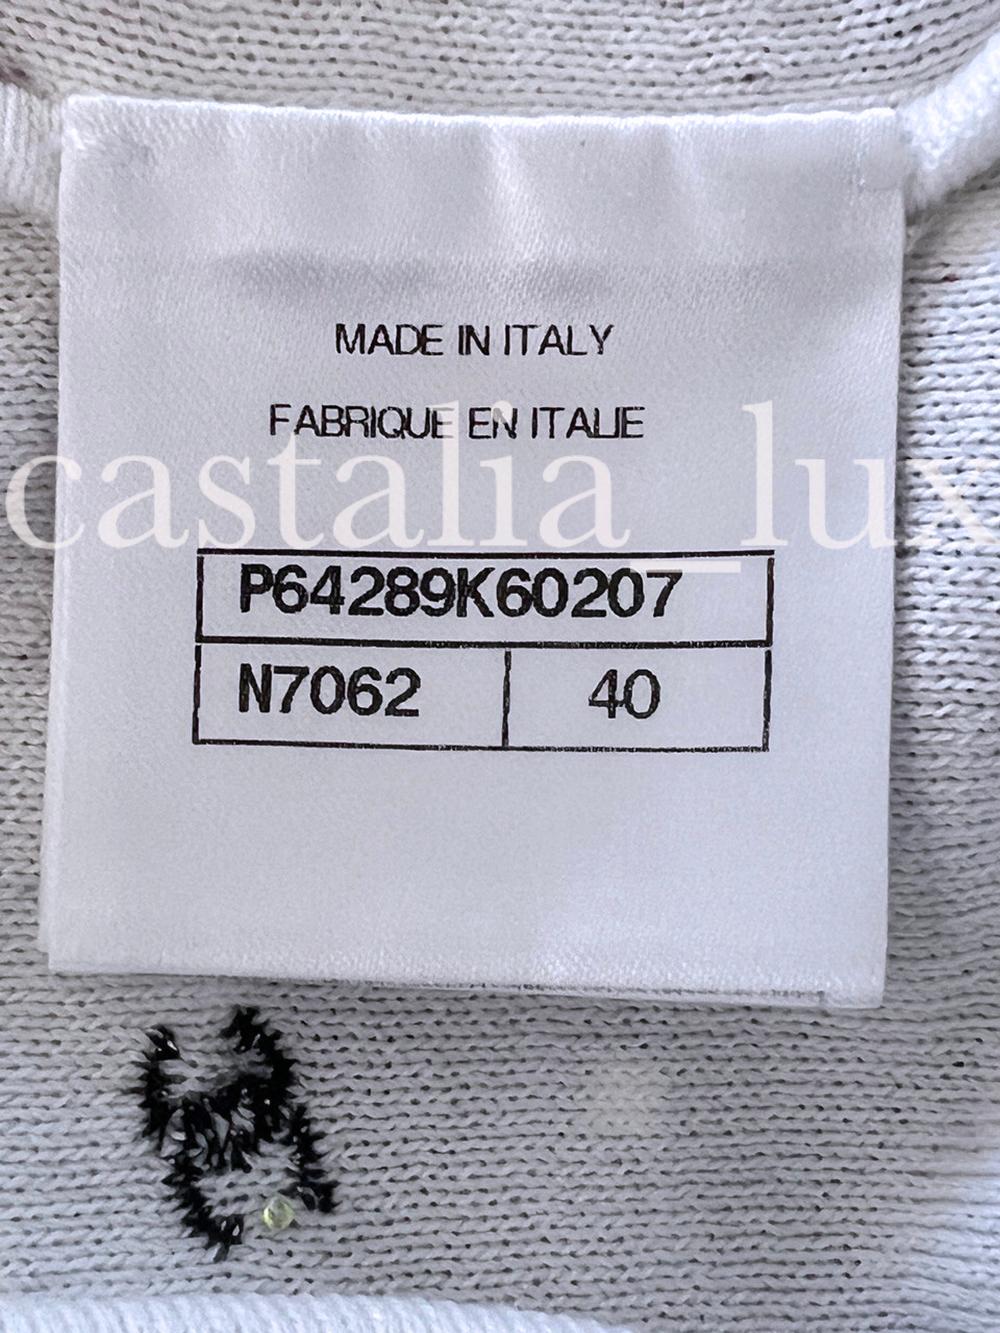 MADE IN ITALY
FABRIQUE EN ITALIE
castalia_lux
P64289K60207
N7062 40